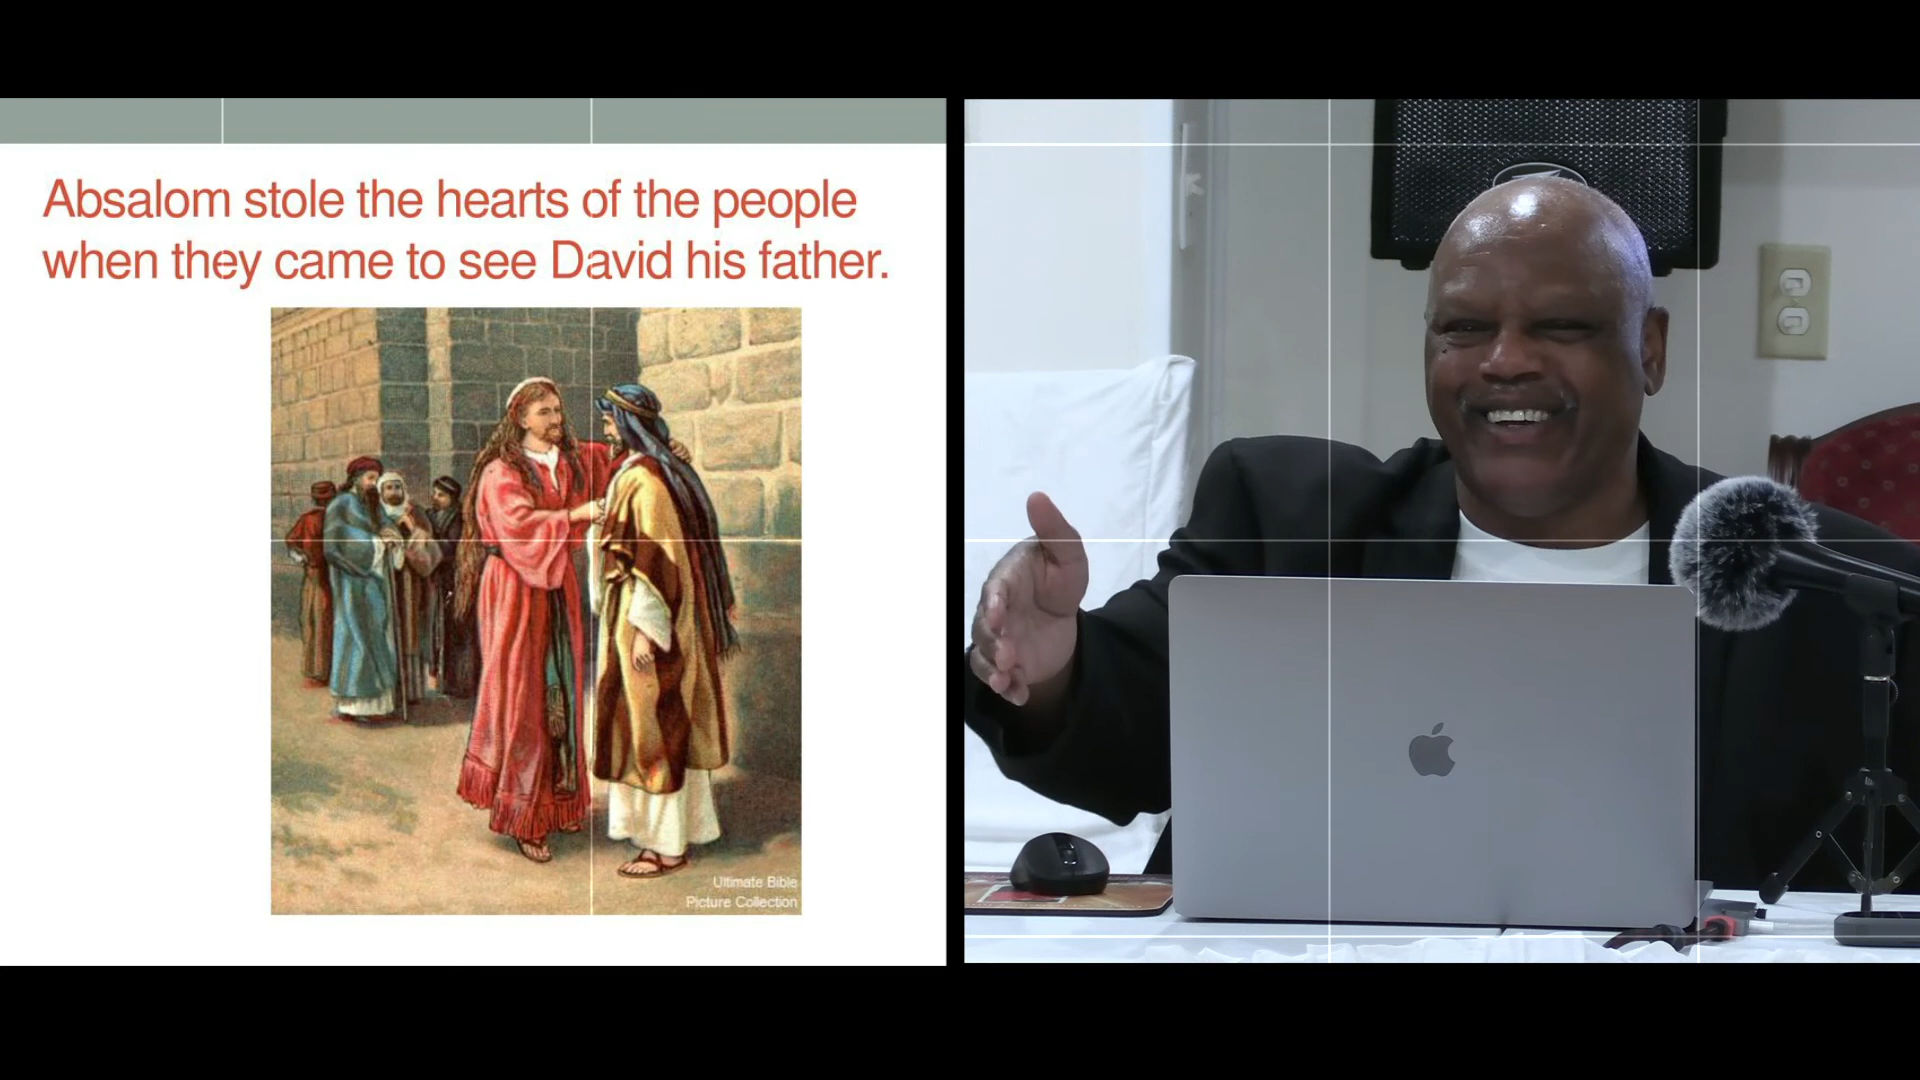 Absalom stole the hearts of the people
when they came to see David his father.
Ultimate Bible
Picture Collection